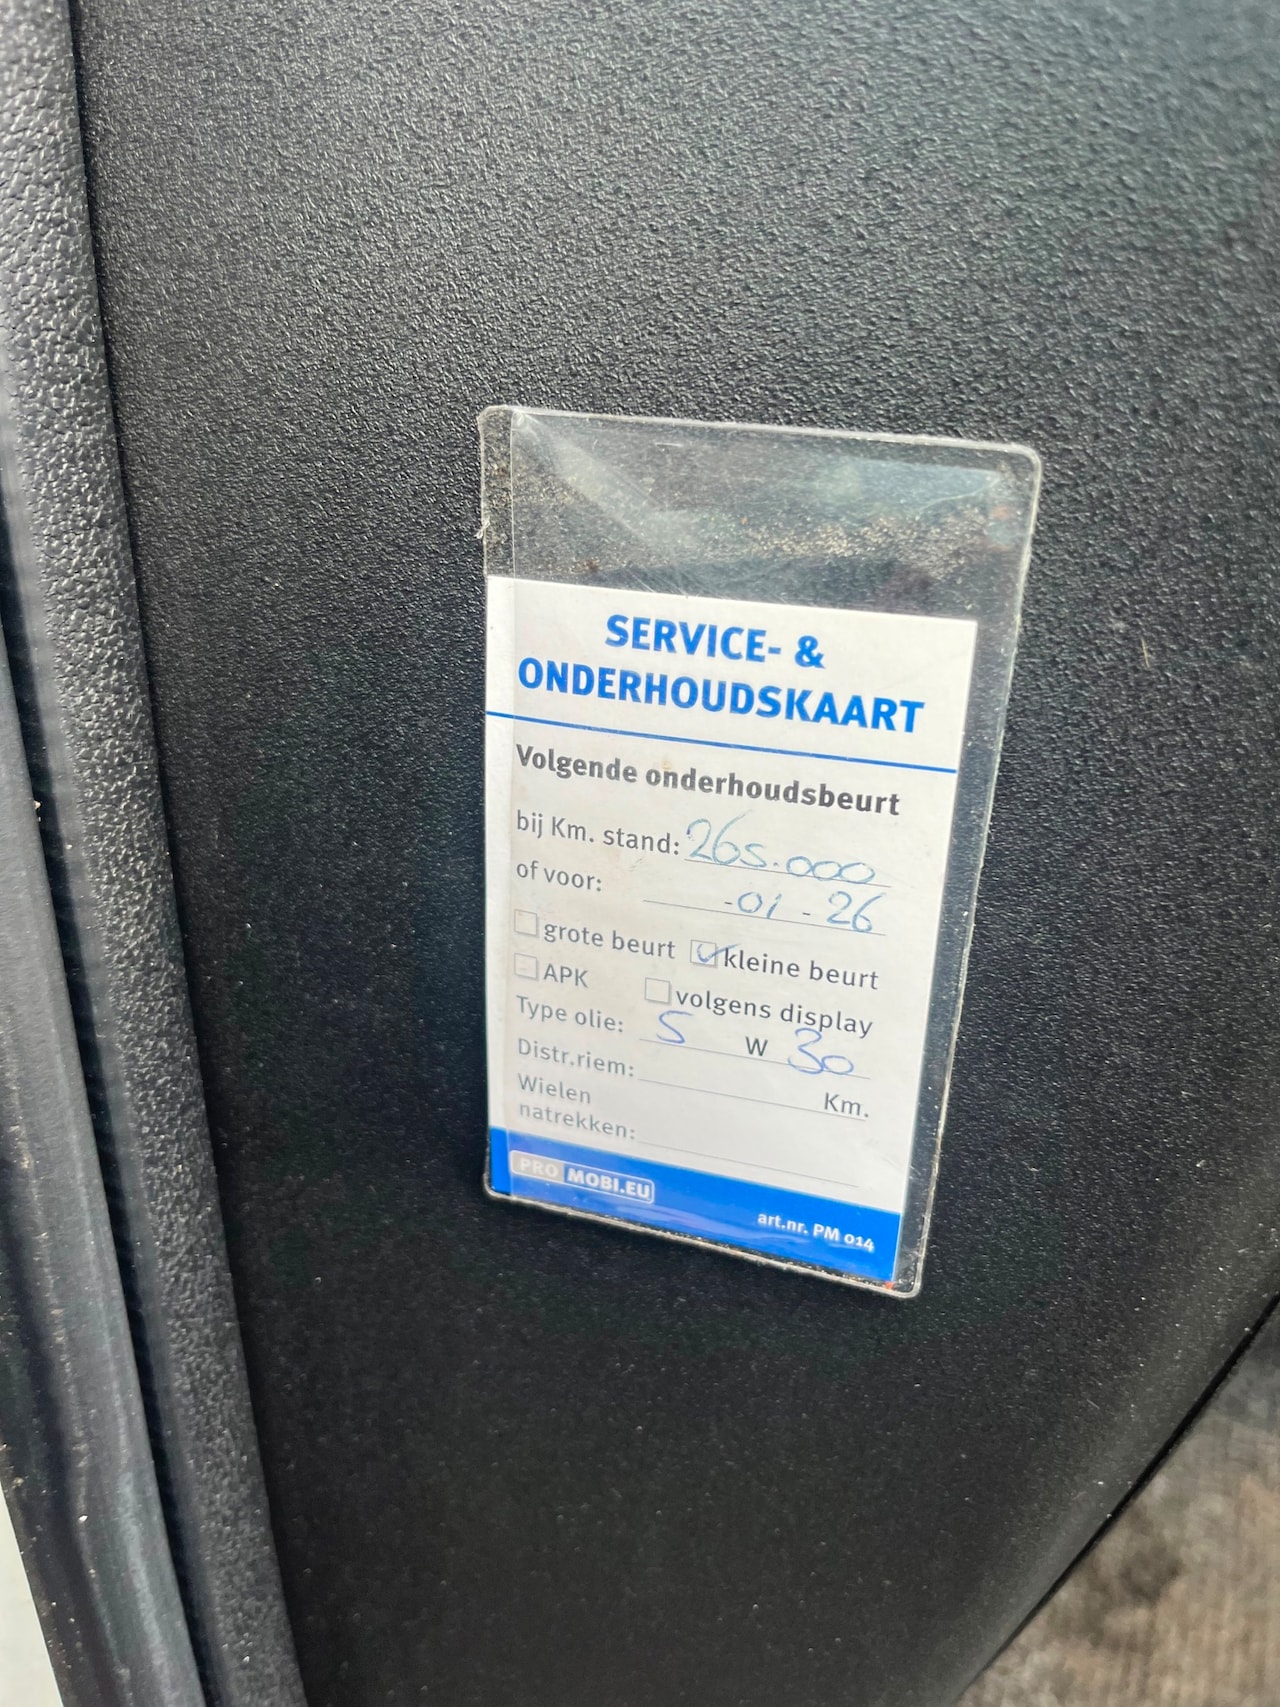 SERVICE- &
ONDERHOUDSKAART
Volgende onderhoudsbeurt
bij Km. stand: 265.000
of voor: -01-26
grote beurt kleine beurt
APK volgens display
Type olie: 5 W 30
Distr.riem: Km.
Wielen
natrekken:
PRO MOBI.EU
art.nr. PM 014